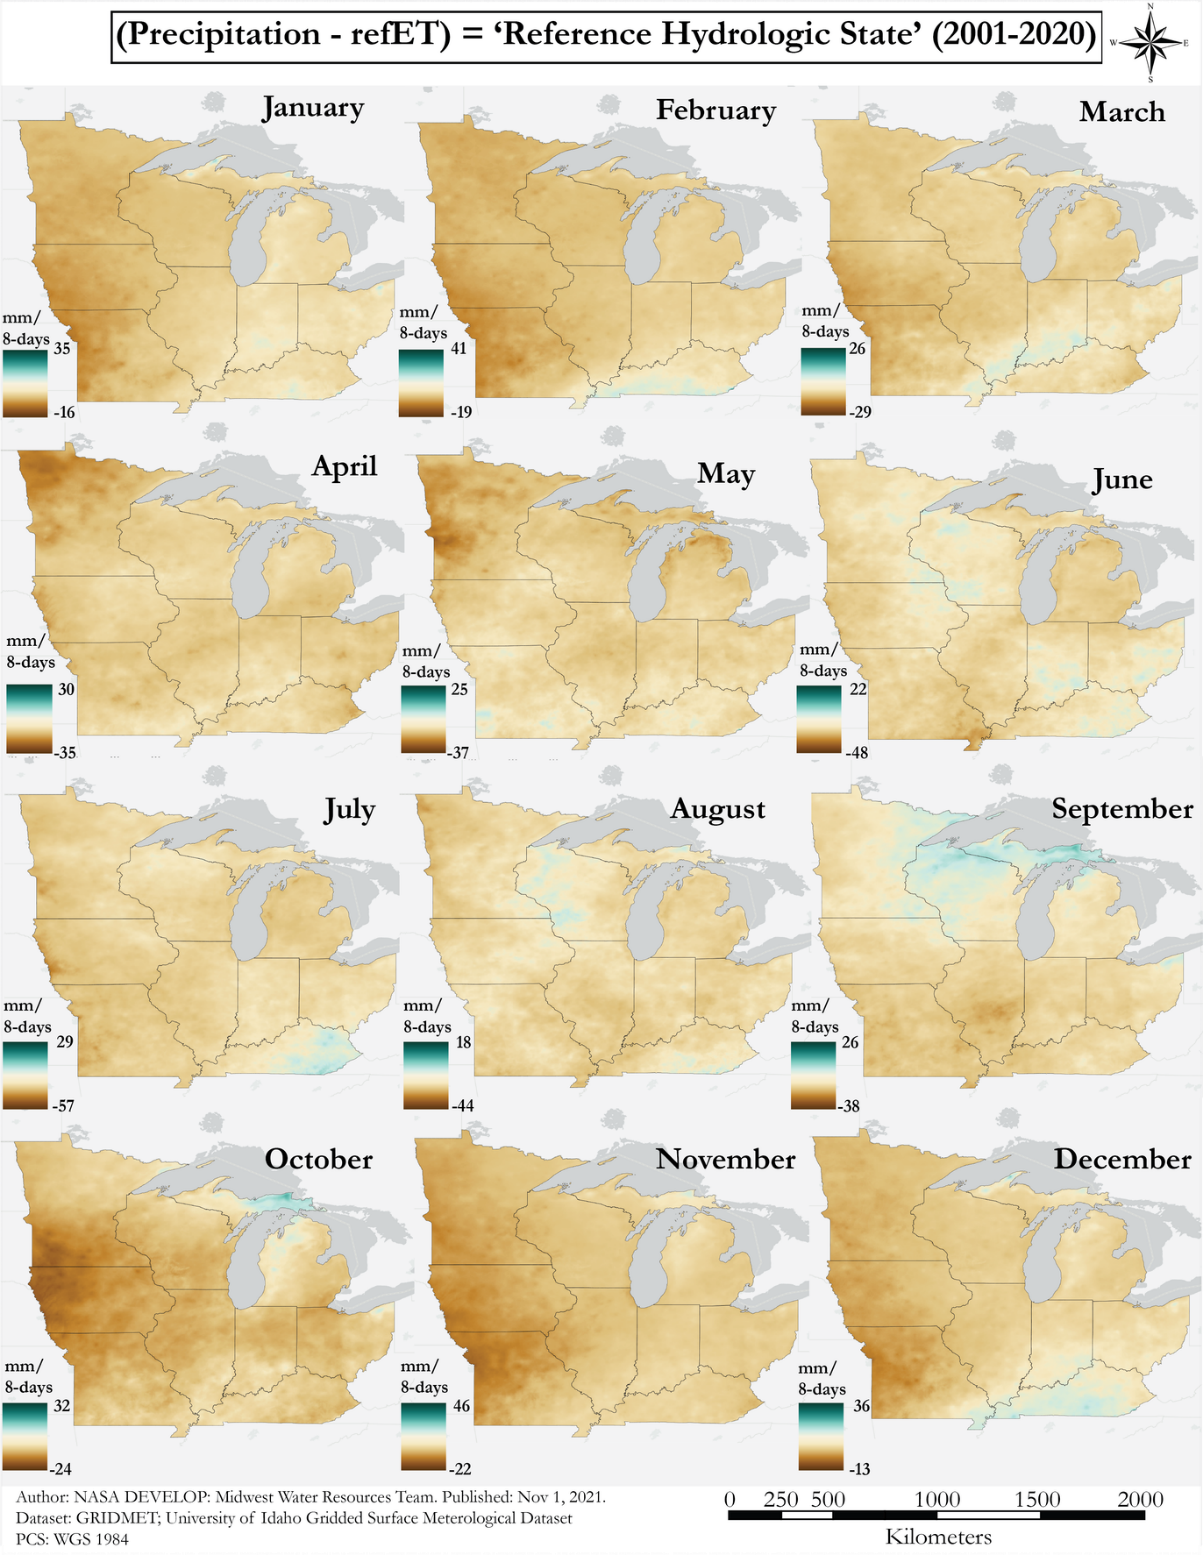 (Precipitation - refET) = ‘Reference Hydrologic State’ (2001-2020)
N
W
E
S
January
February
March
mm/
8-days
35
-16
mm/
8-days
41
-19
mm/
8-days
26
-29
April
May
June
mm/
8-days
30
-35
mm/
8-days
25
-37
mm/
8-days
22
-48
July
August
September
mm/
8-days
29
-57
mm/
8-days
18
-44
mm/
8-days
26
-38
October
November
December
mm/
8-days
32
-24
mm/
8-days
46
-22
mm/
8-days
36
-13
Author: NASA DEVELOP: Midwest Water Resources Team. Published: Nov 1, 2021.
Dataset: GRIDMET; University of Idaho Gridded Surface Meterological Dataset
PCS: WGS 1984
0 250 500 1000 1500 2000
Kilometers